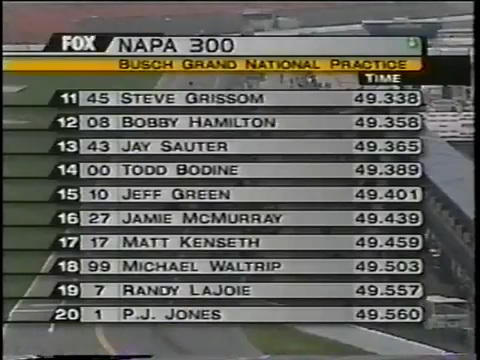 FOX NAPA 300
BUSCH GRAND NATIONAL PRACTICE
TIME
11 45 STEVE GRISSOM 49.338
12 08 BOBBY HAMILTON 49.358
13 43 JAY SAUTER 49.365
14 00 TODD BODINE 49.389
15 10 JEFF GREEN 49.401
16 27 JAMIE MCMURRAY 49.439
17 17 MATT KENSETH 49.459
18 99 MICHAEL WALTRIP 49.503
19 7 RANDY LAJOIE 49.557
20 1 P.J. JONES 49.560